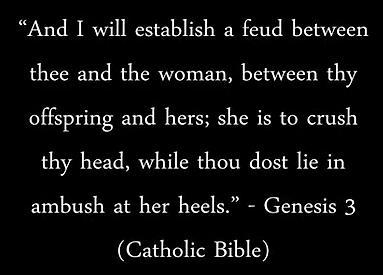 “And I will establish a feud between
thee and the woman, between thy
offspring and hers; she is to crush
thy head, while thou dost lie in
ambush at her heels.” - Genesis 3
(Catholic Bible)